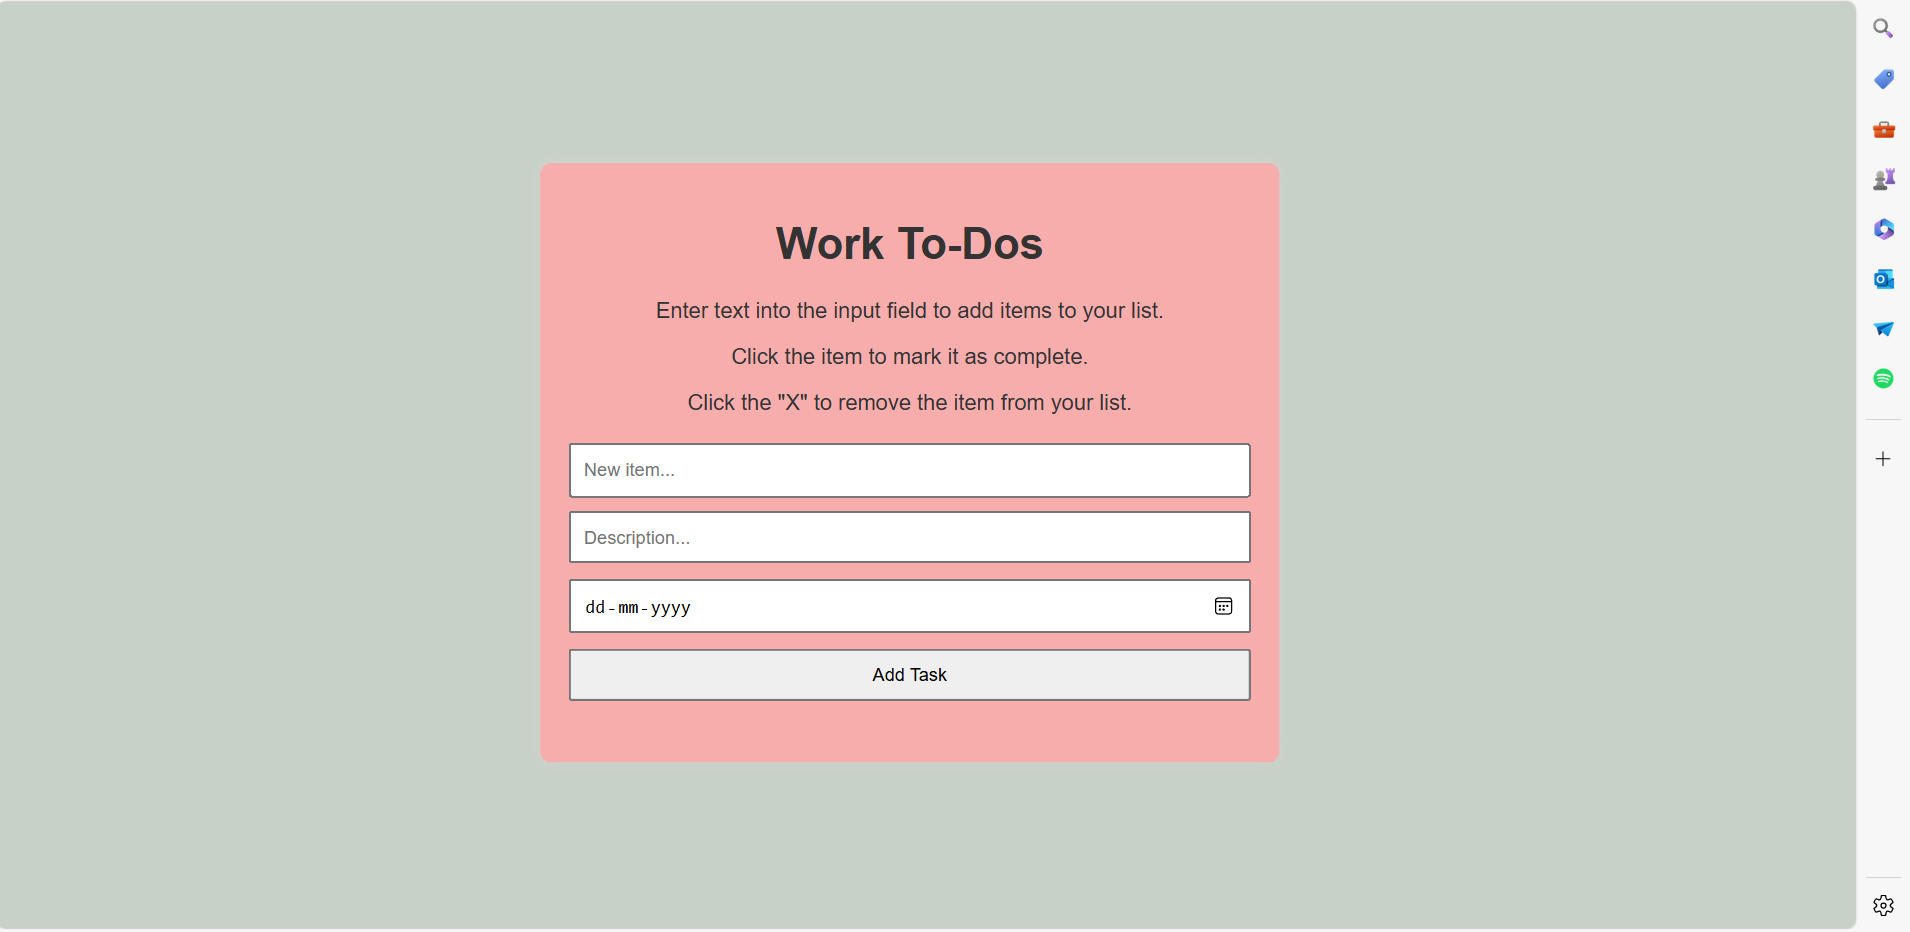 Work To-Dos
Enter text into the input field to add items to your list.
Click the item to mark it as complete.
Click the "X" to remove the item from your list.
New item...
Description...
dd-mm-yyyy
Add Task